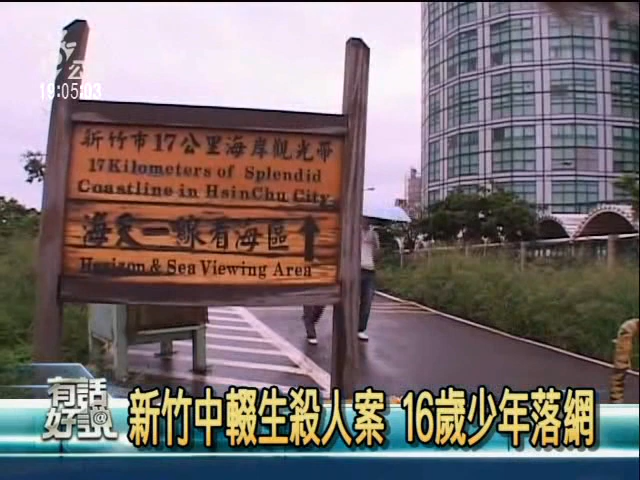 公
19:05:03
新竹市17公里海岸觀光帶
17Kilometers of Splendid
Coastline in HsinChu City
海天一線看海區
Horizon & Sea Viewing Area
有話
好說
@
新竹中輟生殺人案 16歲少年落網